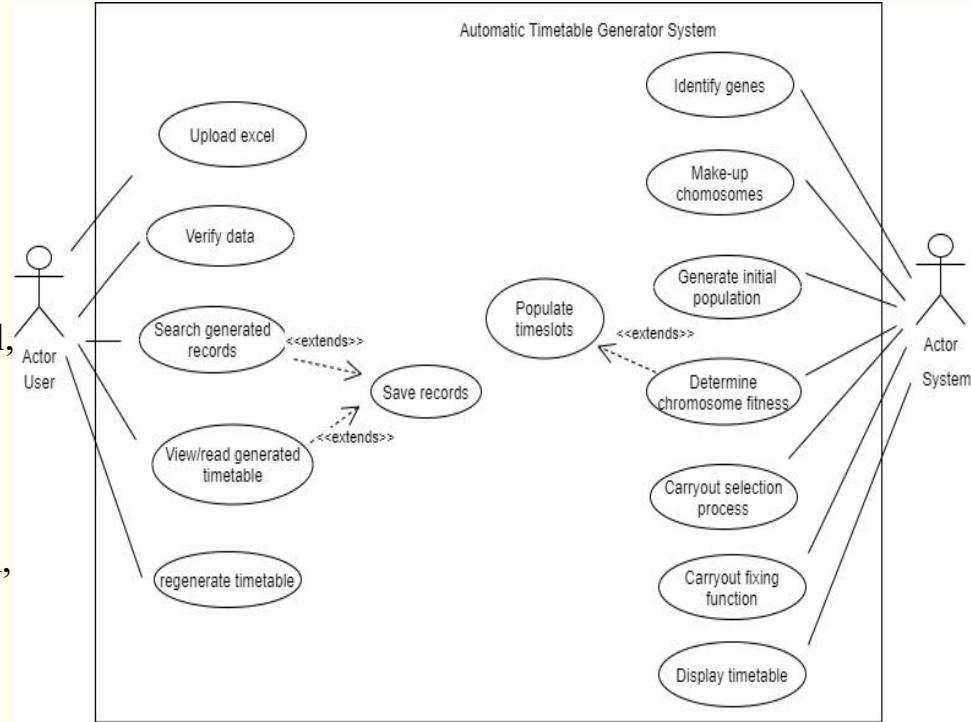 Automatic Timetable Generator System
Upload excel
Verify data
Search generated
records
<<extends>>
Save records
View/read generated
timetable
<<extends>>
regenerate timetable
Actor
User
Populate
timeslots
<<extends>>
Identify genes
Make-up
chomosomes
Generate initial
population
Determine
chromosome fitness
Carryout selection
process
Carryout fixing
function
Display timetable
Actor
System